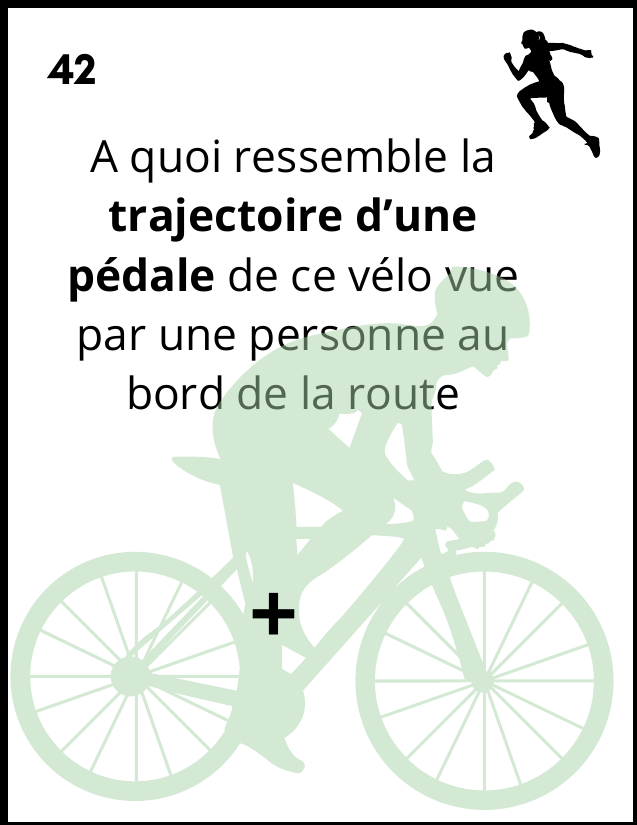 42
A quoi ressemble la
trajectoire d’une
pédale de ce vélo vue
par une personne au
bord de la route
+